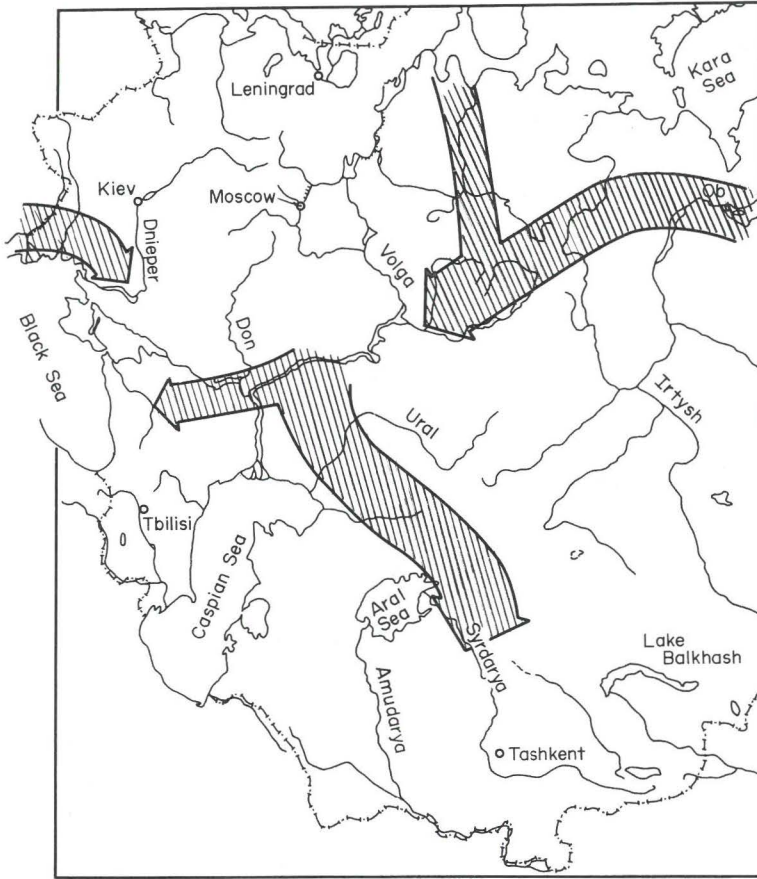 Kara
Sea
Leningrad
Ob
Kiev
Moscow
Dnieper
Volga
Black Sea
Don
Irtysh
Ural
Tbilisi
Caspian Sea
Aral
Sea
Syrdarya
Lake
Balkhash
Amudarya
Tashkent